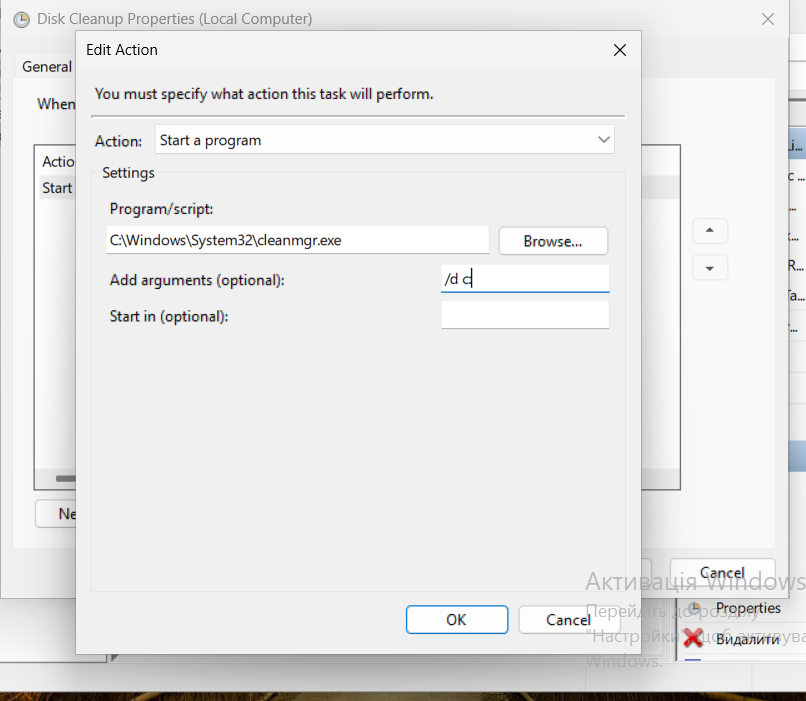 Disk Cleanup Properties (Local Computer)
Edit Action
General
You must specify what action this task will perform.
When
Action:
Start a program
Actio
Settings
Start
Program/script:
C:\Windows\System32\cleanmgr.exe
Browse...
Add arguments (optional):
/d c
Start in (optional):
Ne
OK
Cancel
Cancel
Активація Windows
Properties
Перейдіть до розділу
"Настройки", щоб активува
Видалити
Windows.